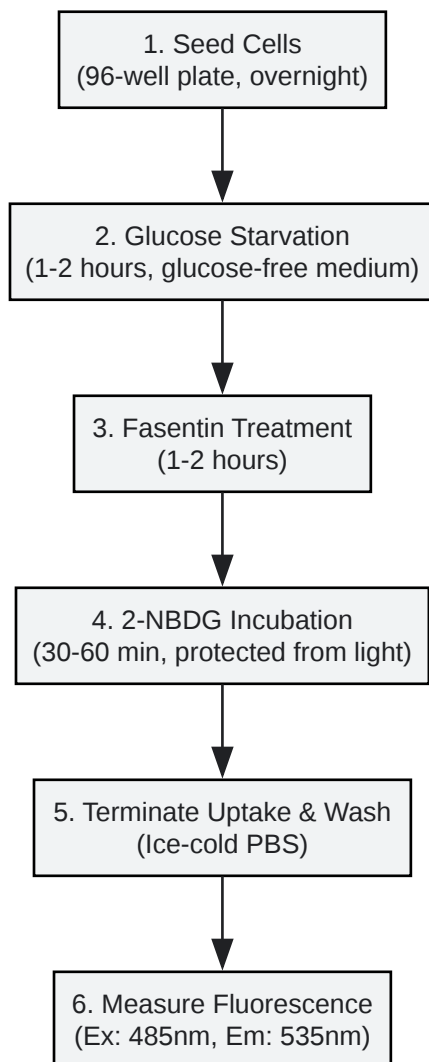 1. Seed Cells
(96-well plate, overnight)
2. Glucose Starvation
(1-2 hours, glucose-free medium)
3. Fasentin Treatment
(1-2 hours)
4. 2-NBDG Incubation
(30-60 min, protected from light)
5. Terminate Uptake & Wash
(Ice-cold PBS)
6. Measure Fluorescence
(Ex: 485nm, Em: 535nm)